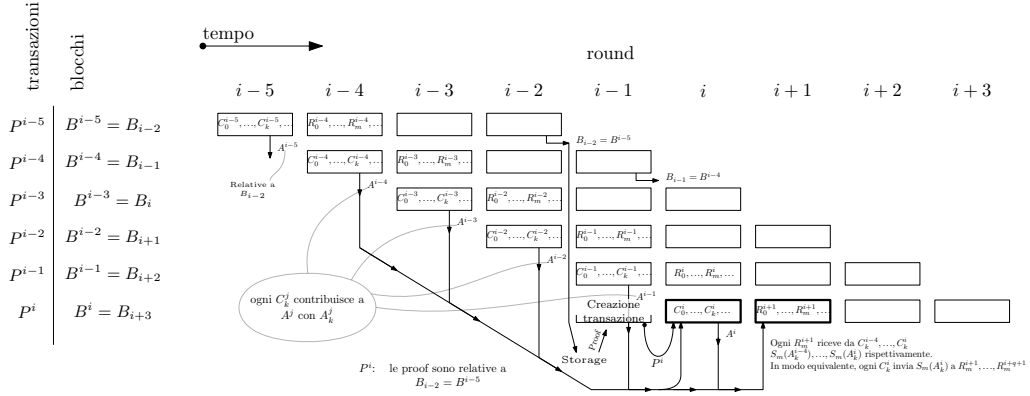 transazioni
blocchi
tempo
round
i − 5 i − 4 i − 3 i − 2 i − 1 i i + 1 i + 2 i + 3
P^{i−5} B^{i−5} = B_{i−2} C_0^{i−5}, ..., C_k^{i−5}, ... R_0^{i−4}, ..., R_m^{i−4}, ...
A^{i−5}
B_{i−2} = B^{i−5}
P^{i−4} B^{i−4} = B_{i−1} C_0^{i−4}, ..., C_k^{i−4}, ... R_0^{i−3}, ..., R_m^{i−3}, ...
Relative a
B_{i−2}
A^{i−4}
B_{i−1} = B^{i−4}
P^{i−3} B^{i−3} = B_i C_0^{i−3}, ..., C_k^{i−3}, ... R_0^{i−2}, ..., R_m^{i−2}, ...
A^{i−3}
P^{i−2} B^{i−2} = B_{i+1} C_0^{i−2}, ..., C_k^{i−2}, ... R_0^{i−1}, ..., R_m^{i−1}, ...
A^{i−2}
P^{i−1} B^{i−1} = B_{i+2} C_0^{i−1}, ..., C_k^{i−1}, ... R_0^i, ..., R_m^i, ...
A^{i−1}
P^i B^i = B_{i+3} Creazione
transazione
C_0^i, ..., C_k^i, ... R_0^{i+1}, ..., R_m^{i+1}, ...
ogni C_k^j contribuisce a
A^j con A_k^j
A^i
Proof
Storage
P^i
P^i: le proof sono relative a
B_{i−2} = B^{i−5}
Ogni R_m^{i+1} riceve da C_k^{i−4}, ..., C_k^i
S_m(A_k^{i−4}), ..., S_m(A_k^i) rispettivamente.
In modo equivalente, ogni C_k^i invia S_m(A_k^i) a R_m^{i+1}, ..., R_m^{i+q+1}